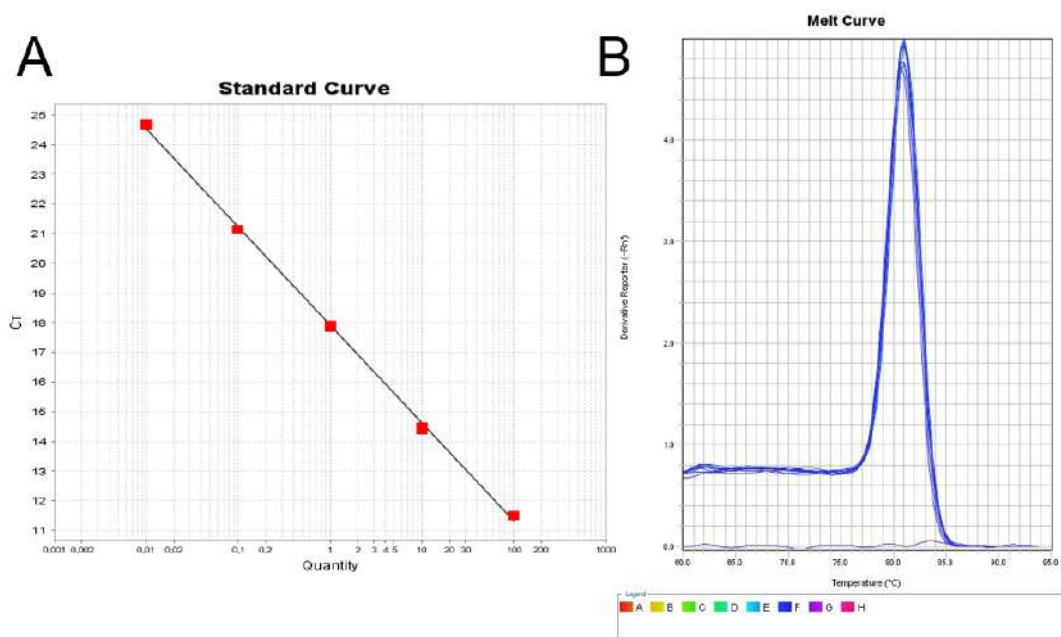 A
Standard Curve
25
24
23
22
21
20
19
18
17
16
15
14
13
12
11
CT
0,001 0,002 0,01 0,02 0,1 0,2 1 2 3 4 5 10 20 30 100 200 1000
Quantity
B
Melt Curve
4.0
3.0
2.0
1.0
0.0
Derivative Reporter (-Rn')
60.0 65.0 70.0 75.0 80.0 85.0 90.0 95.0
Temperature (°C)
Legend
A B C D E F G H